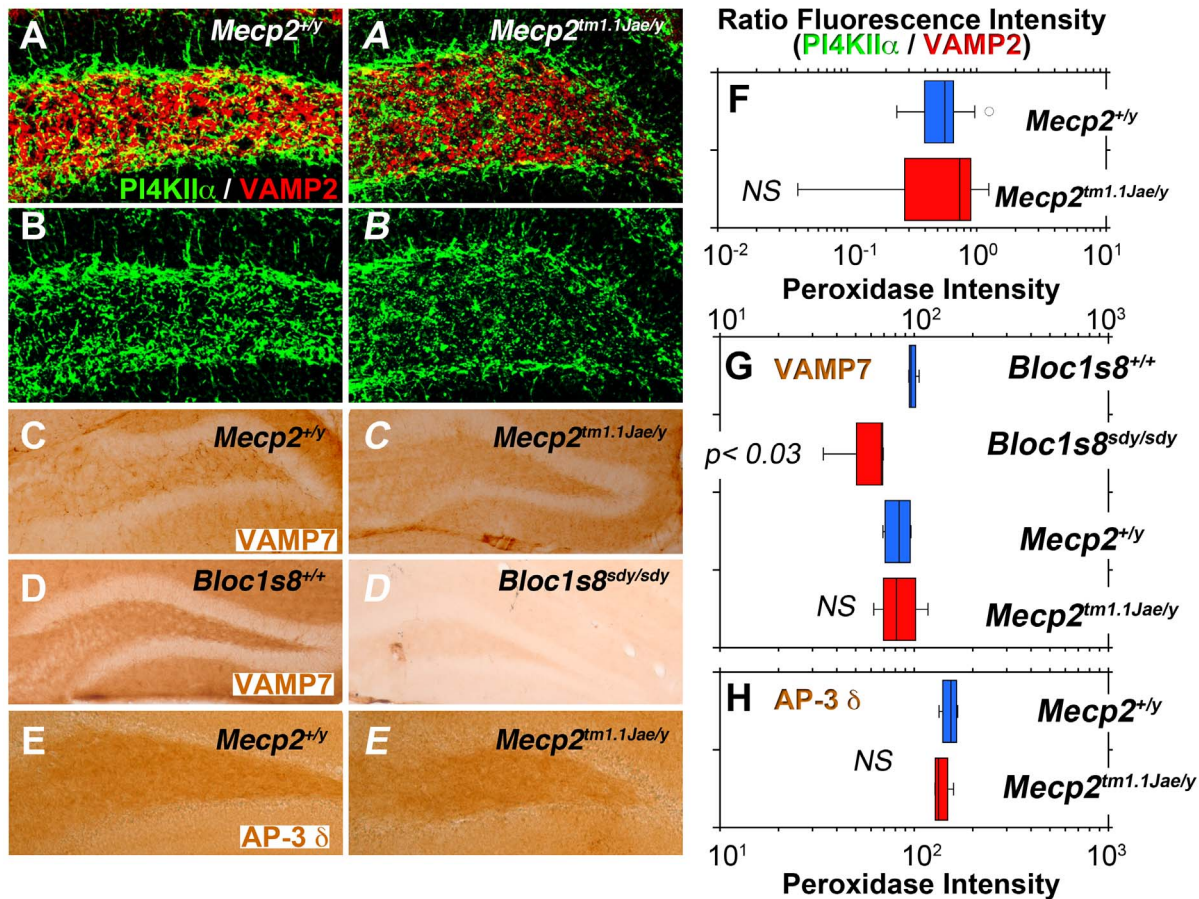 A Mecp2+/y
A Mecp2tm1.1Jae/y
PI4KIIα / VAMP2
B
B
C Mecp2+/y
VAMP7
C Mecp2tm1.1Jae/y
D Bloc1s8+/+
VAMP7
D Bloc1s8sdy/sdy
E Mecp2+/y
AP-3 δ
E Mecp2tm1.1Jae/y
Ratio Fluorescence Intensity
(PI4KIIα / VAMP2)
F
Mecp2+/y
NS Mecp2tm1.1Jae/y
10-2 10-1 100 101
Peroxidase Intensity
101 102 103
G VAMP7 Bloc1s8+/+
p< 0.03 Bloc1s8sdy/sdy
Mecp2+/y
NS Mecp2tm1.1Jae/y
H AP-3 δ Mecp2+/y
NS
Mecp2tm1.1Jae/y
101 102 103
Peroxidase Intensity